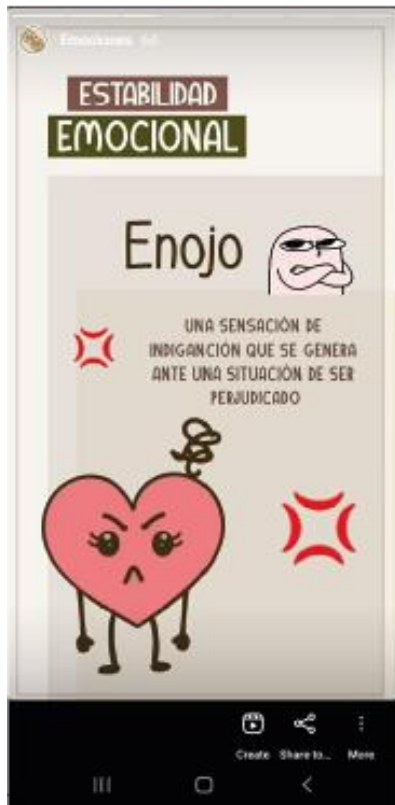 Emociones 6d
ESTABILIDAD
EMOCIONAL
Enojo
UNA SENSACIÓN DE
INDIGANCIÓN QUE SE GENERA
ANTE UNA SITUACIÓN DE SER
PERJUDICADO
Create Share to... More